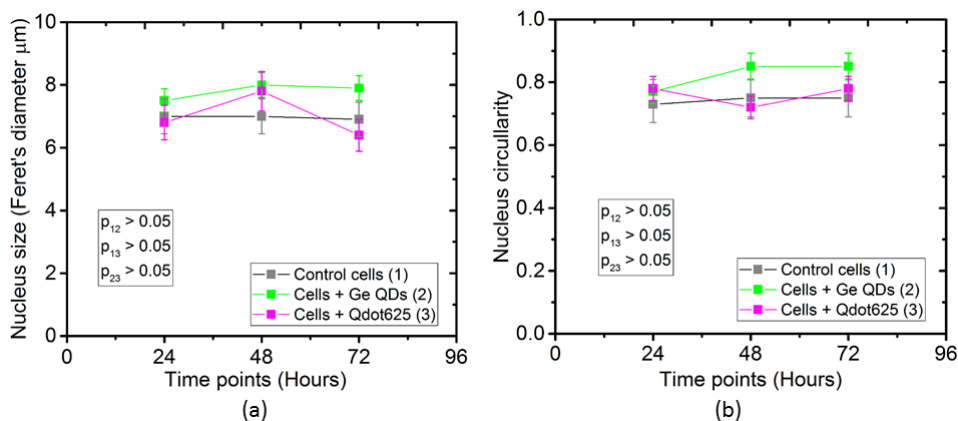 10
8
6
4
2
0
Nucleus size (Feret's diameter μm)
p12 > 0.05
p13 > 0.05
p23 > 0.05
Control cells (1)
Cells + Ge QDs (2)
Cells + Qdot625 (3)
0 24 48 72 96
Time points (Hours)
(a)
1.0
0.8
0.6
0.4
0.2
0.0
Nucleus circullarity
p12 > 0.05
p13 > 0.05
p23 > 0.05
Control cells (1)
Cells + Ge QDs (2)
Cells + Qdot625 (3)
0 24 48 72 96
Time points (Hours)
(b)